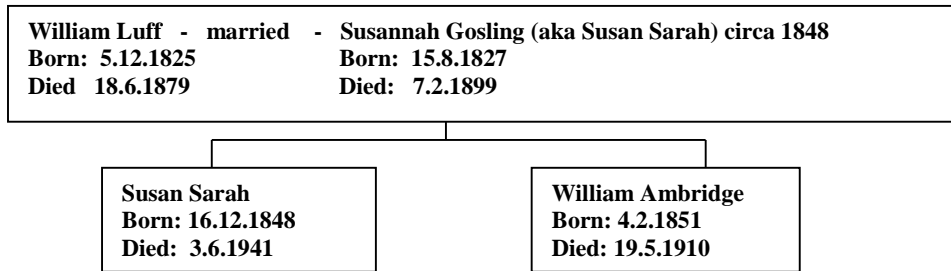 William Luff - married - Susannah Gosling (aka Susan Sarah) circa 1848
Born: 5.12.1825 Born: 15.8.1827
Died 18.6.1879 Died: 7.2.1899
Susan Sarah
Born: 16.12.1848
Died: 3.6.1941
William Ambridge
Born: 4.2.1851
Died: 19.5.1910